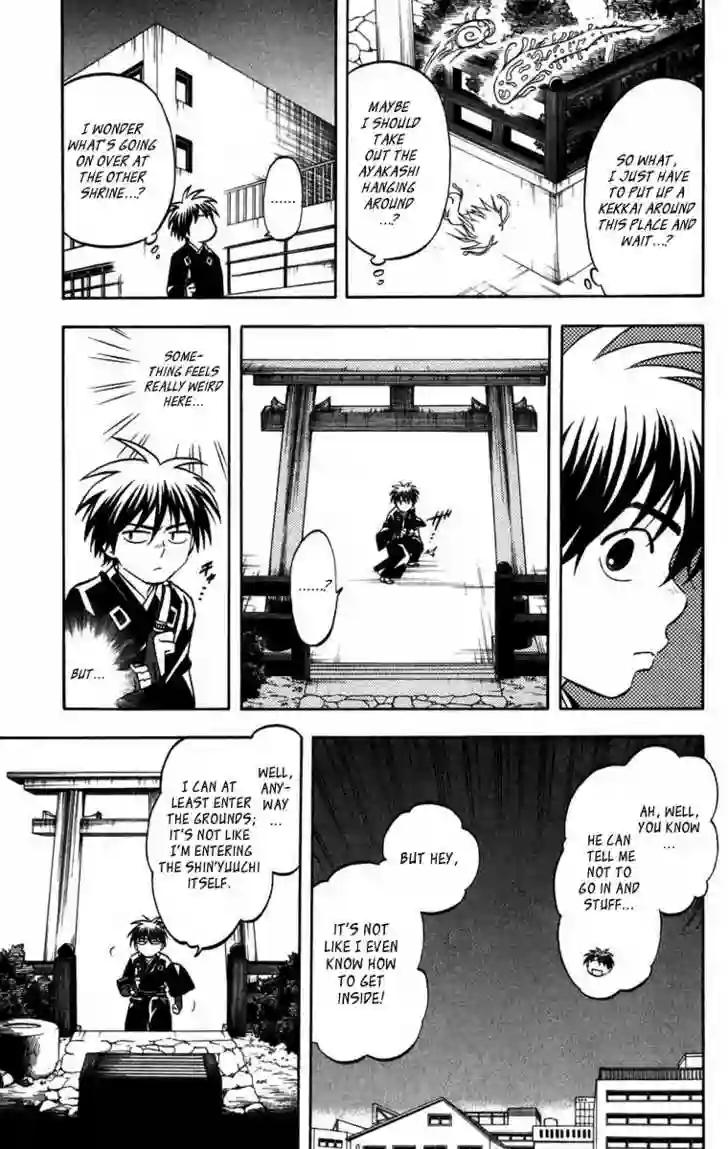 SO WHAT,
I JUST HAVE
TO PUT UP A
KEKKAI AROUND
THIS PLACE AND
WAIT...?
MAYBE
I SHOULD
TAKE
OUT THE
AYAKASHI
HANGING
AROUND
...?
.......
I WONDER
WHAT'S GOING
ON OVER AT
THE OTHER
SHRINE...?
.......?
SOME-
THING FEELS
REALLY WEIRD
HERE...
BUT...
AH, WELL,
YOU KNOW
...
HE CAN
TELL ME
NOT TO
GO IN AND
STUFF...
BUT HEY,
IT'S NOT
LIKE I EVEN
KNOW HOW
TO GET
INSIDE!
WELL,
ANY-
WAY
...
I CAN AT
LEAST ENTER
THE GROUNDS;
IT'S NOT LIKE
I'M ENTERING
THE SHIN'YUUCHI
ITSELF.